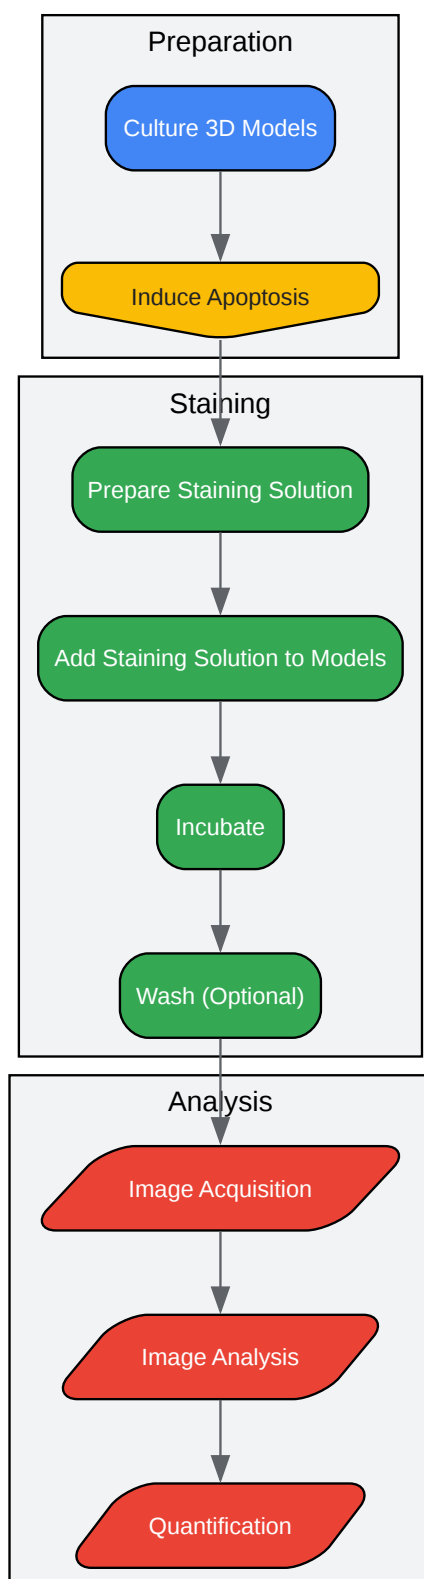 Preparation
Culture 3D Models
Induce Apoptosis
Staining
Prepare Staining Solution
Add Staining Solution to Models
Incubate
Wash (Optional)
Analysis
Image Acquisition
Image Analysis
Quantification